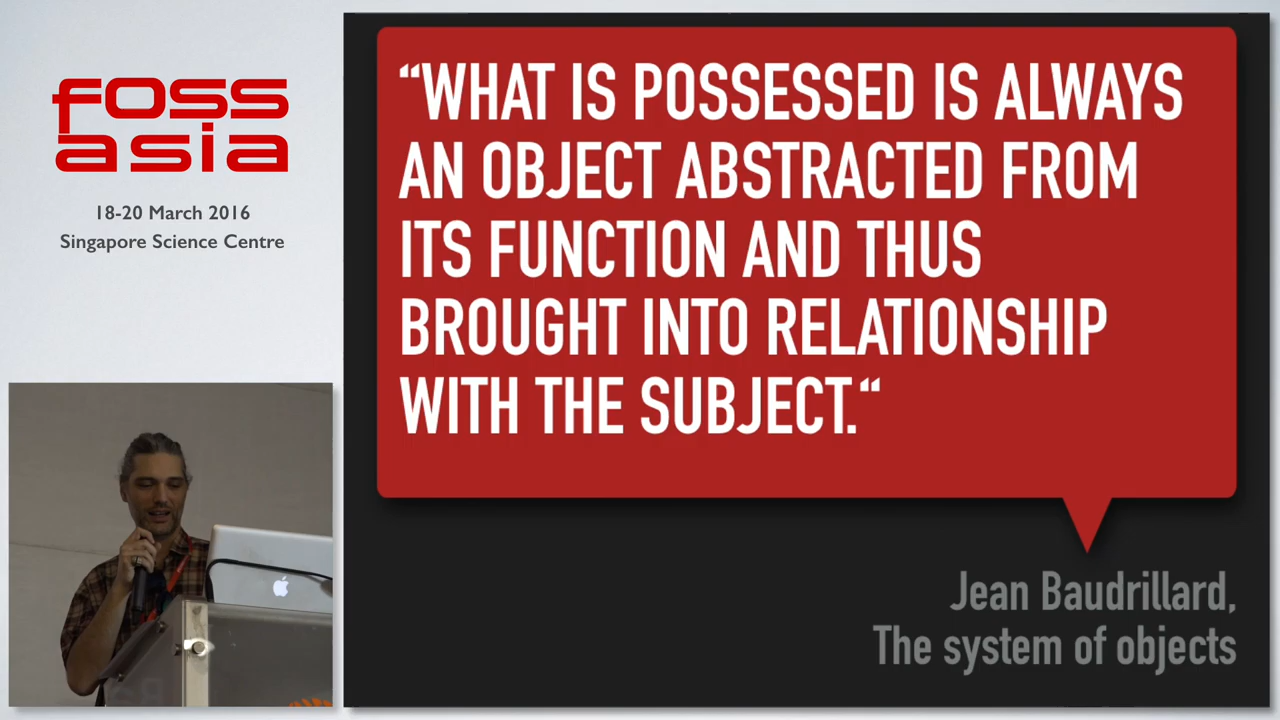 foss
asia
18-20 March 2016
Singapore Science Centre
“WHAT IS POSSESSED IS ALWAYS
AN OBJECT ABSTRACTED FROM
ITS FUNCTION AND THUS
BROUGHT INTO RELATIONSHIP
WITH THE SUBJECT.“
Jean Baudrillard,
The system of objects